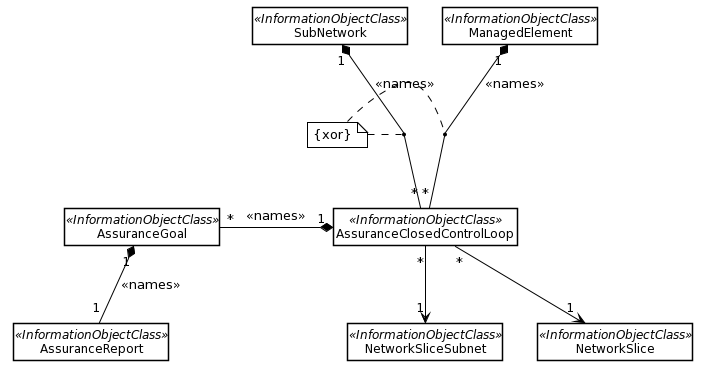 «InformationObjectClass»
SubNetwork
«InformationObjectClass»
ManagedElement
1
1
«names»
«names»
{xor}
*
*
«InformationObjectClass»
AssuranceGoal
*
«names»
1
«InformationObjectClass»
AssuranceClosedControlLoop
1
*
*
«names»
1
1
1
«InformationObjectClass»
AssuranceReport
«InformationObjectClass»
NetworkSliceSubnet
«InformationObjectClass»
NetworkSlice